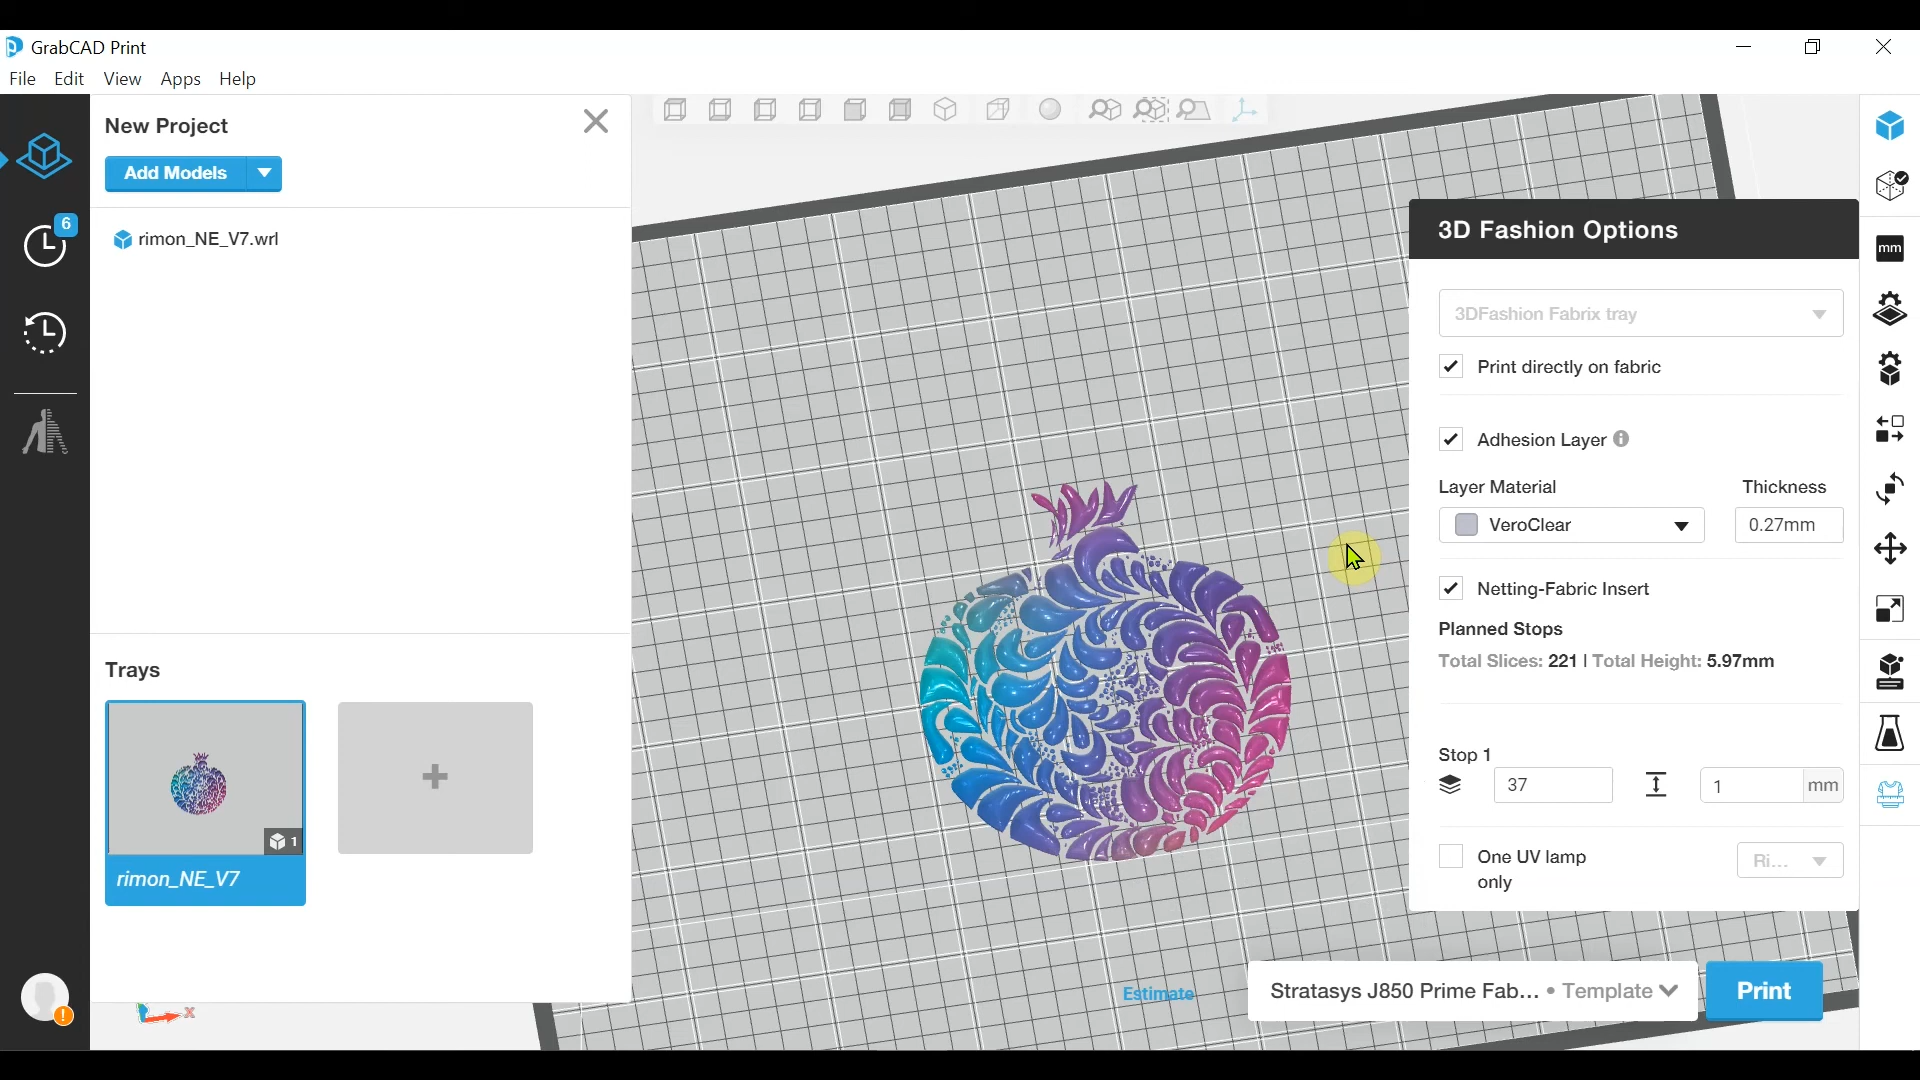 GrabCAD Print
File Edit View Apps Help
New Project
Add Models
6
rimon_NE_V7.wrl
Trays
1
rimon_NE_V7
x
3D Fashion Options
3DFashion Fabrix tray
Print directly on fabric
Adhesion Layer
Layer Material Thickness
VeroClear 0.27mm
Netting-Fabric Insert
Planned Stops
Total Slices: 221 | Total Height: 5.97mm
Stop 1
37 1 mm
One UV lamp only Ri...
mm
Estimate
Stratasys J850 Prime Fab... • Template
Print